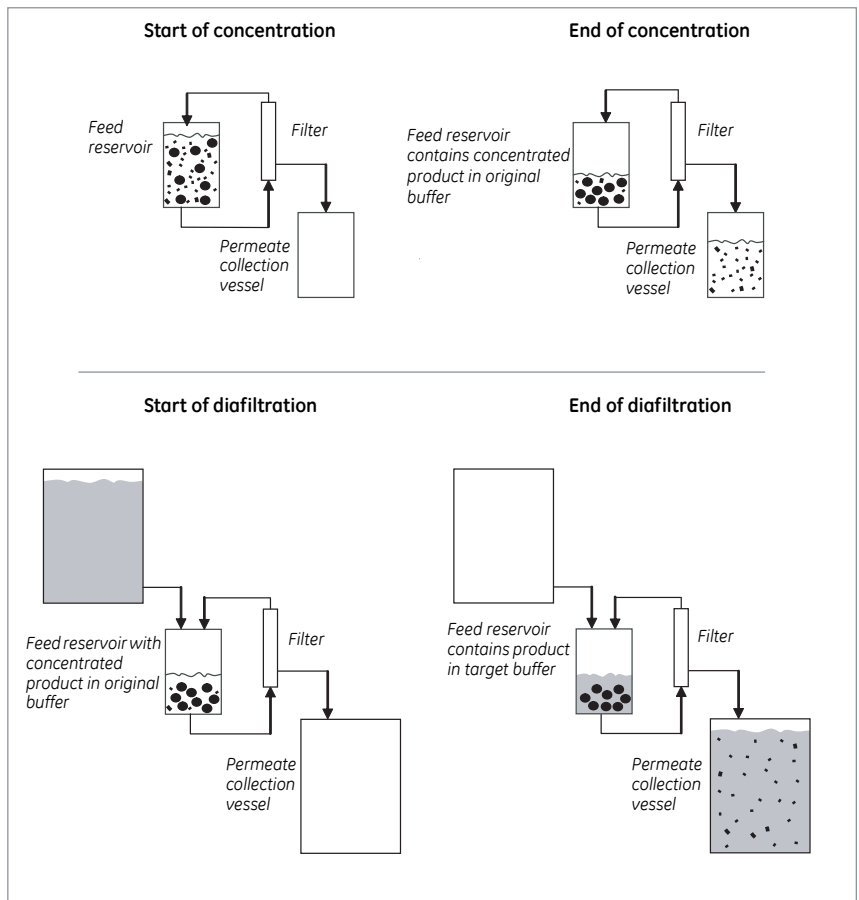 Start of concentration
Feed
reservoir
Filter
Permeate
collection
vessel
End of concentration
Feed reservoir
contains concentrated
product in original
buffer
Filter
Permeate
collection
vessel
Start of diafiltration
Feed reservoir with
concentrated
product in original
buffer
Filter
Permeate
collection
vessel
End of diafiltration
Feed reservoir
contains product
in target buffer
Filter
Permeate
collection
vessel